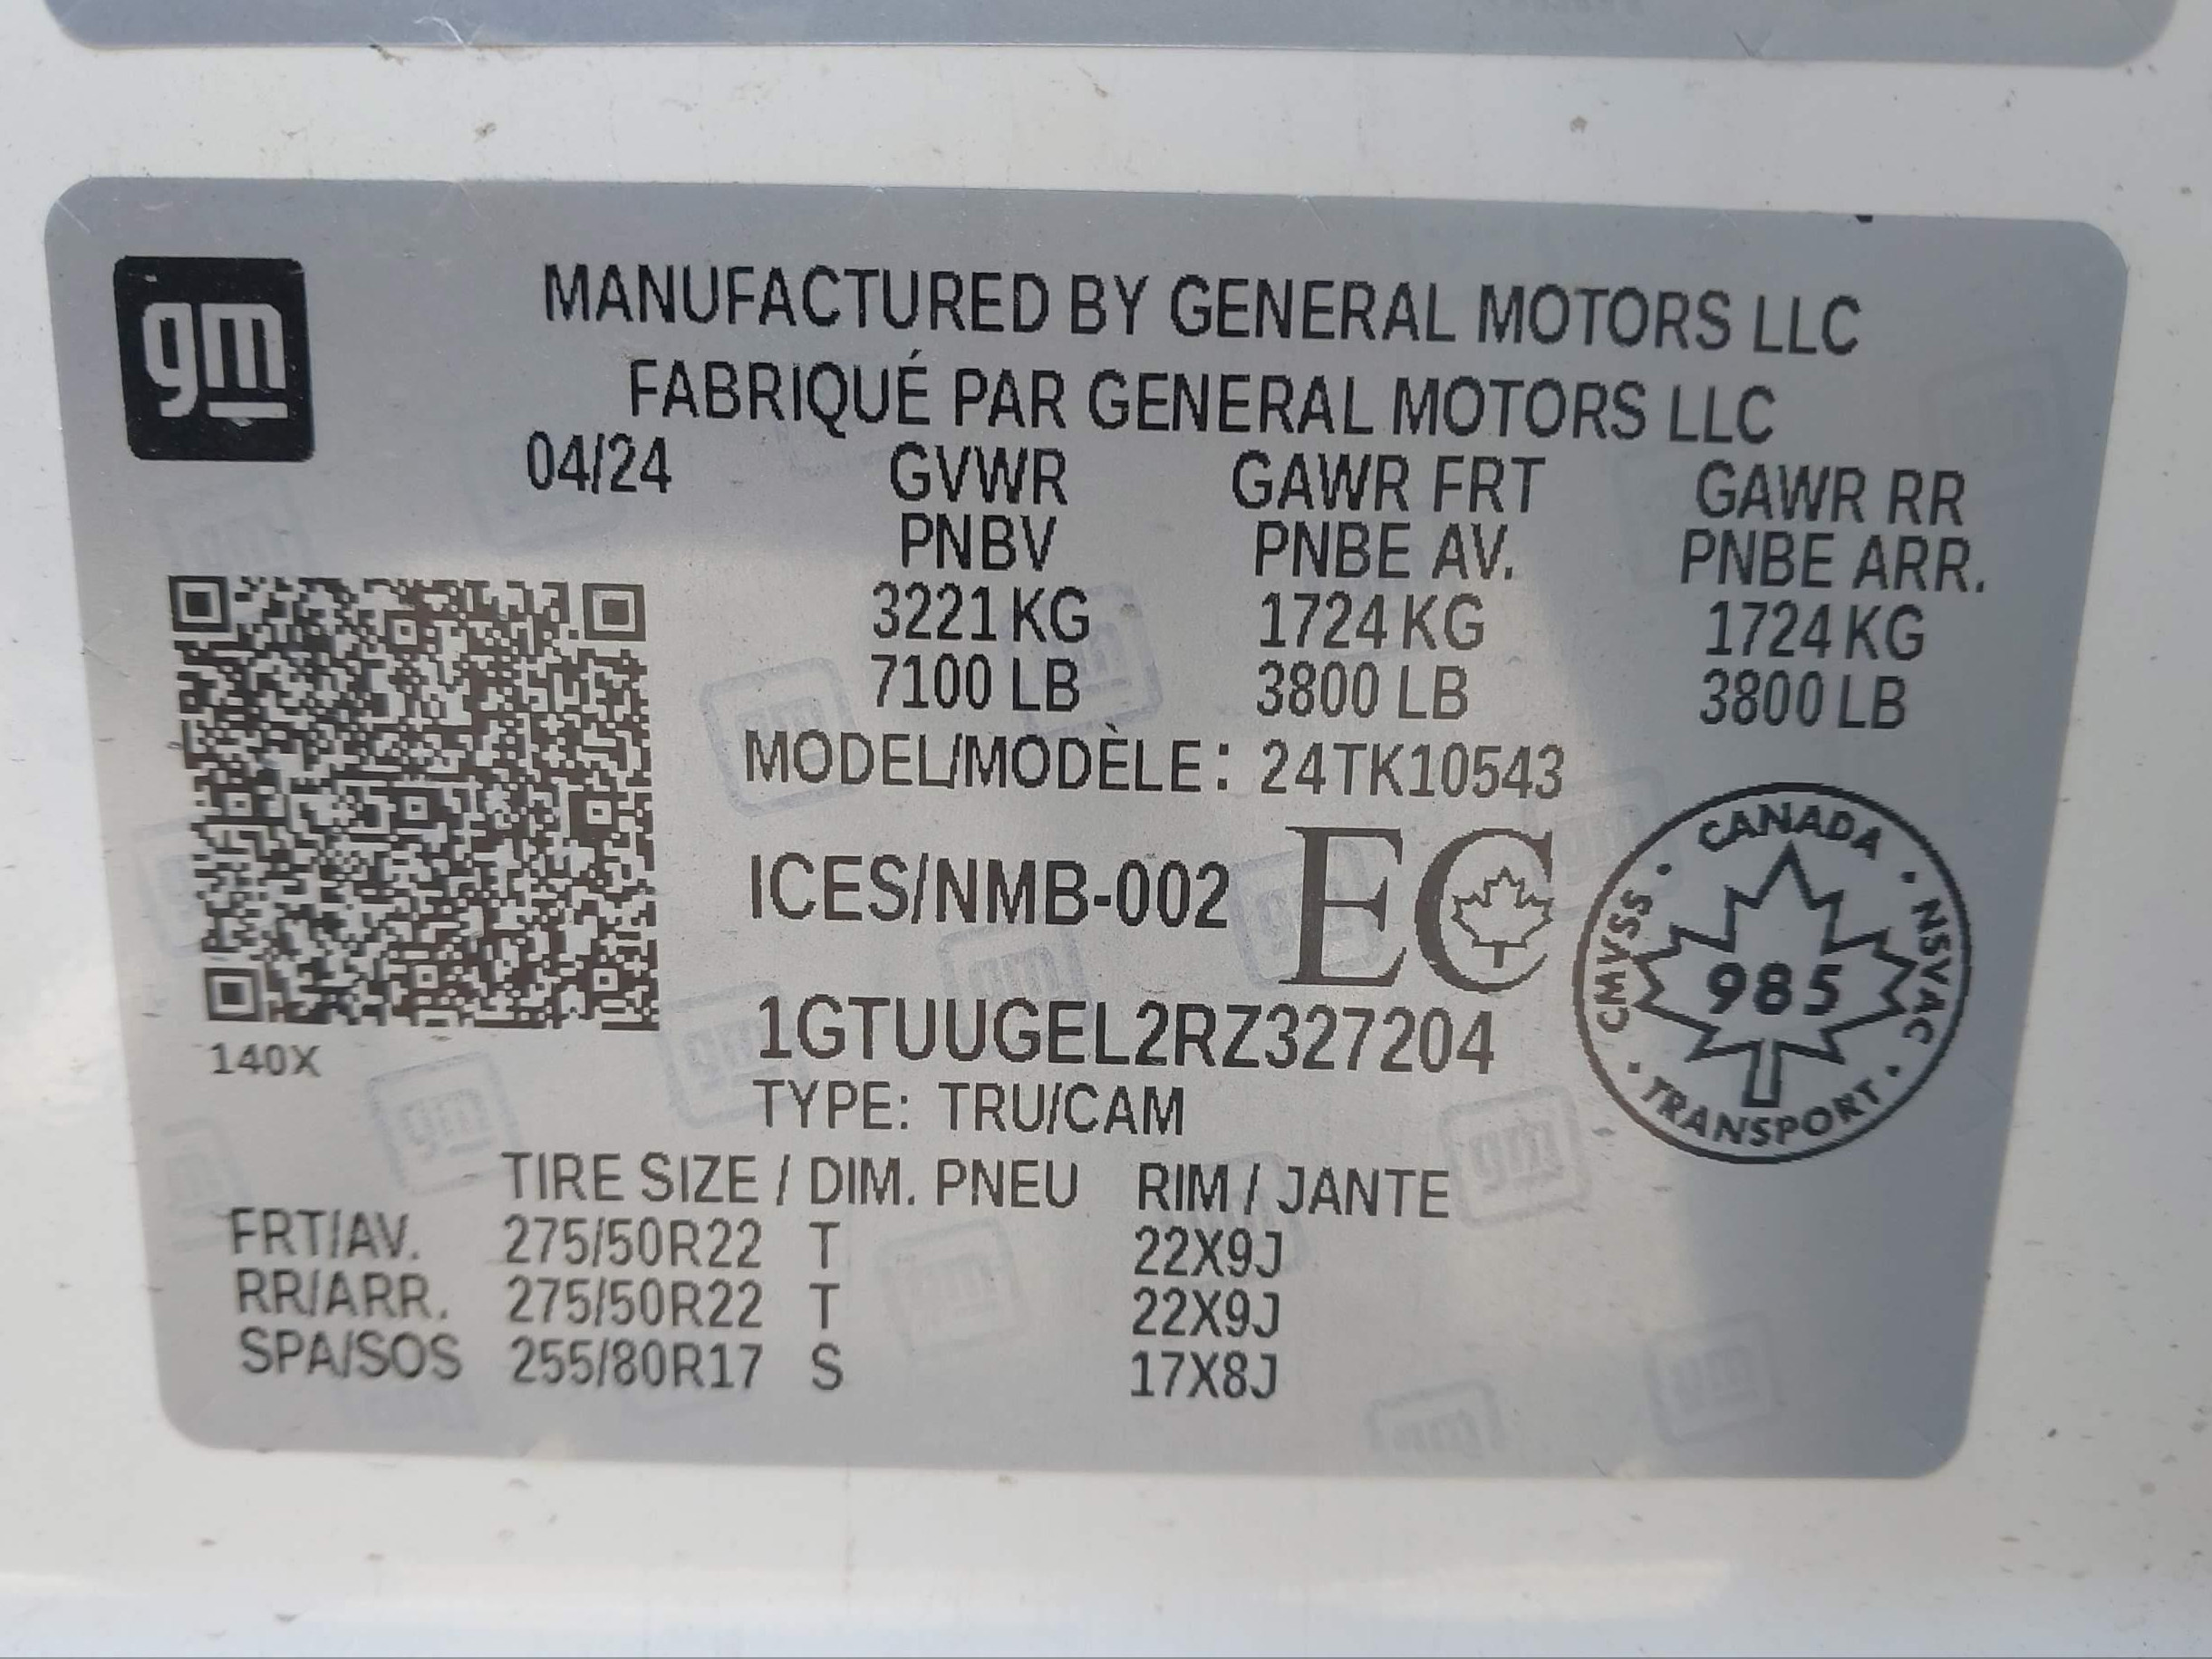 gm
MANUFACTURED BY GENERAL MOTORS LLC
FABRIQUÉ PAR GENERAL MOTORS LLC
04/24 GVWR GAWR FRT GAWR RR
PNBV PNBE AV. PNBE ARR.
3221 KG 1724 KG 1724 KG
7100 LB 3800 LB 3800 LB
MODEL/MODÈLE: 24TK10543
ICES/NMB-002 EC
CANADA · NSVAC · TRANSPORT · CMVSS ·
985
1GTUUGEL2RZ327204
140X
TYPE: TRU/CAM
TIRE SIZE / DIM. PNEU RIM / JANTE
FRT/AV. 275/50R22 T 22X9J
RR/ARR. 275/50R22 T 22X9J
SPA/SOS 255/80R17 S 17X8J